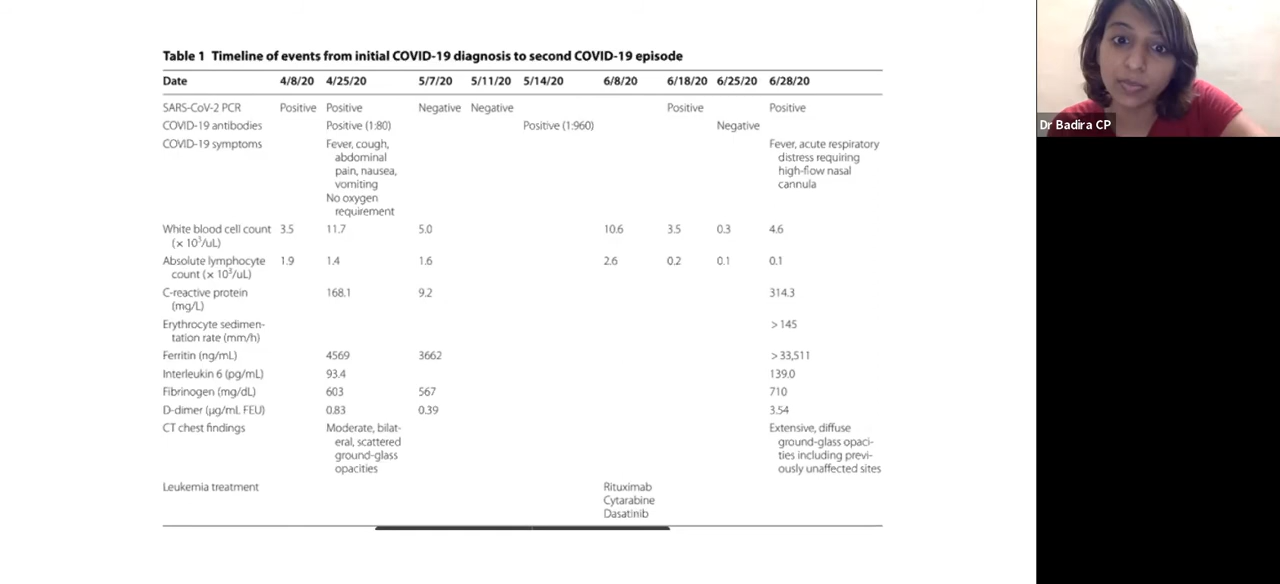 Table 1 Timeline of events from initial COVID-19 diagnosis to second COVID-19 episode
Date 4/8/20 4/25/20 5/7/20 5/11/20 5/14/20 6/8/20 6/18/20 6/25/20 6/28/20
SARS-CoV-2 PCR Positive Positive Negative Negative Positive Positive
COVID-19 antibodies Positive (1:80) Positive (1:960) Negative
COVID-19 symptoms Fever, cough, Fever, acute respiratory
abdominal distress requiring
pain, nausea, high-flow nasal
vomiting cannula
No oxygen
requirement
White blood cell count 3.5 11.7 5.0 10.6 3.5 0.3 4.6
(× 10³/uL)
Absolute lymphocyte 1.9 1.4 1.6 2.6 0.2 0.1 0.1
count (× 10³/uL)
C-reactive protein 168.1 9.2 314.3
(mg/L)
Erythrocyte sedimen- > 145
tation rate (mm/h)
Ferritin (ng/mL) 4569 3662 > 33,511
Interleukin 6 (pg/mL) 93.4 139.0
Fibrinogen (mg/dL) 603 567 710
D-dimer (µg/mL FEU) 0.83 0.39 3.54
CT chest findings Moderate, bilat- Extensive, diffuse
eral, scattered ground-glass opaci-
ground-glass ties including previ-
opacities ously unaffected sites
Leukemia treatment Rituximab
Cytarabine
Dasatinib
Dr Badira CP